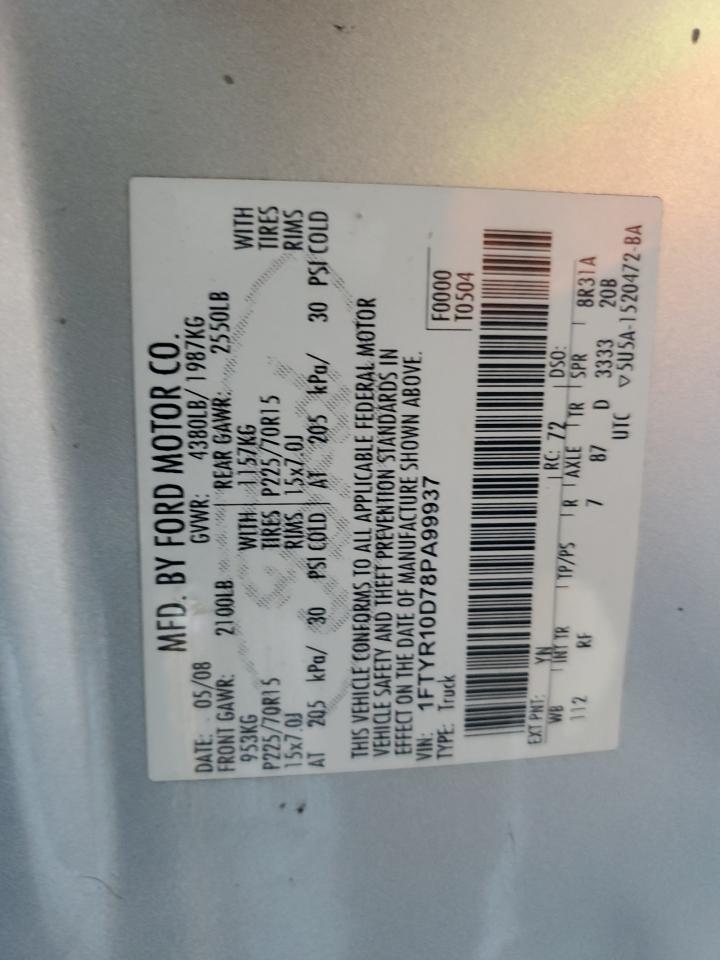 MFD. BY FORD MOTOR CO.
DATE: 05/08 GVWR: 4380LB/ 1987KG
FRONT GAWR: 2100LB REAR GAWR: 2550LB
953KG WITH 1157KG WITH
P225/70R15 TIRES P225/70R15 TIRES
15x7.0J RIMS 15x7.0J RIMS
AT 205 kPa/ 30 PSI COLD AT 205 kPa/ 30 PSI COLD
THIS VEHICLE CONFORMS TO ALL APPLICABLE FEDERAL MOTOR
VEHICLE SAFETY AND THEFT PREVENTION STANDARDS IN
EFFECT ON THE DATE OF MANUFACTURE SHOWN ABOVE.
VIN: 1FTYR10D78PA99937 F0000
TYPE: Truck T0504
EXT PNT: YN RC: 72 DSO:
WB INT TR TP/PS R AXLE TR SPR 8R31A
112 RF 7 87 D 3333 20B
UTC ▽5U5A-1520472-BA